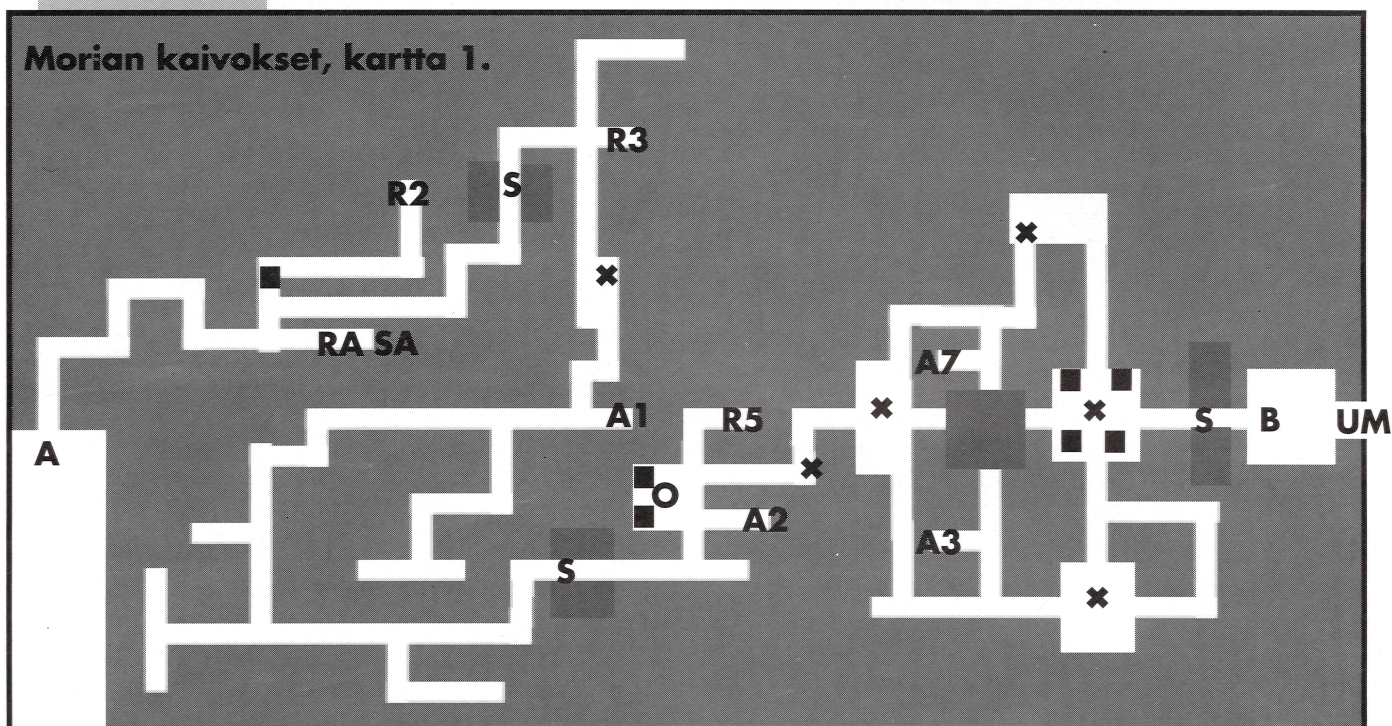 Morian kaivokset, kartta 1.
R3
R2
S
RA SA
A7
A
A1
R5
S
B
UM
O
A2
A3
S